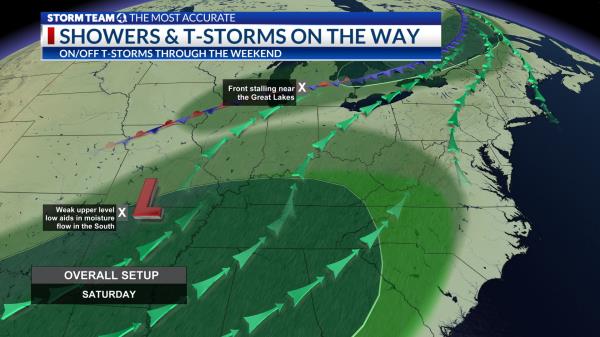 STORM TEAM 4 THE MOST ACCURATE
SHOWERS & T-STORMS ON THE WAY
ON/OFF T-STORMS THROUGH THE WEEKEND
Front stalling near X
the Great Lakes
L
Weak upper level
low aids in moisture X
flow in the South
OVERALL SETUP
SATURDAY